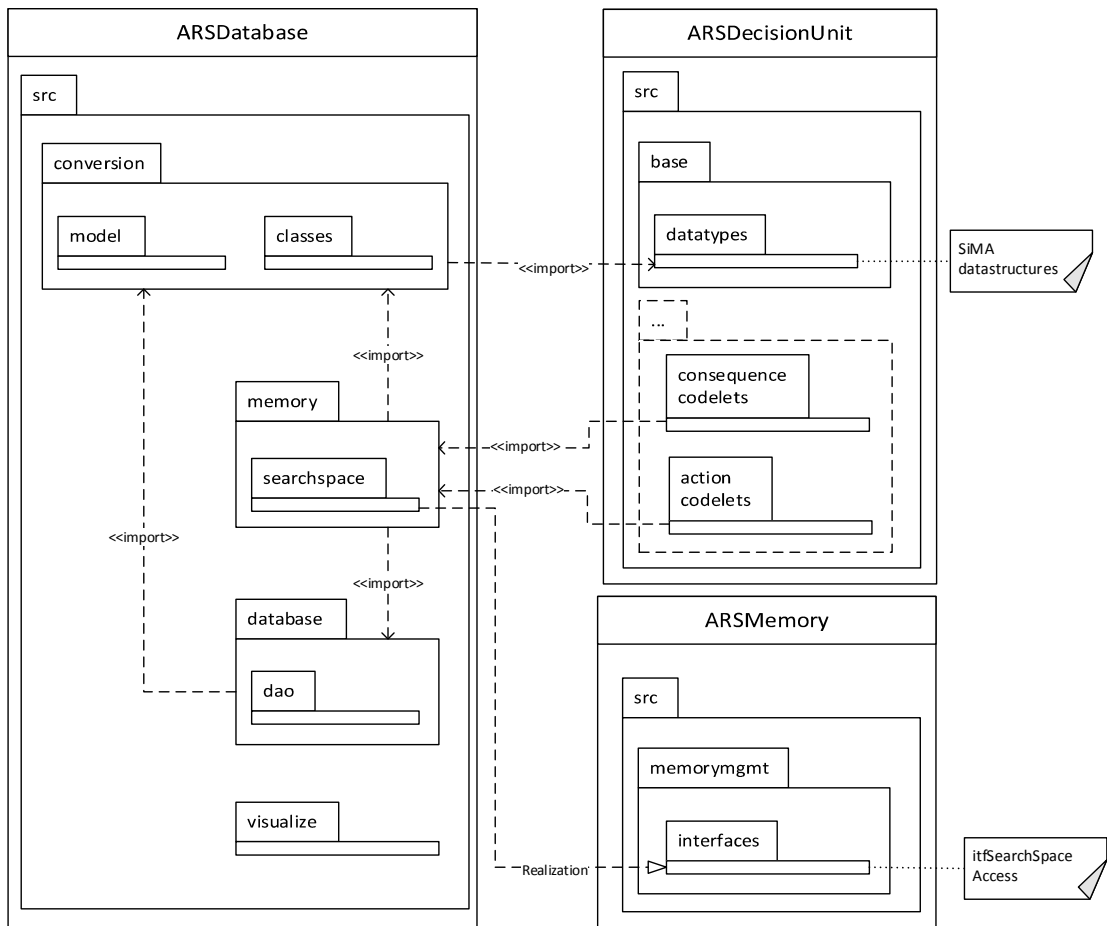 ARSDatabase
src
conversion
model
classes
<<import>>
<<import>>
memory
searchspace
<<import>>
<<import>>
database
dao
visualize
ARSDecisionUnit
src
base
datatypes
SiMA
datastructures
...
consequence
codelets
<<import>>
action
codelets
<<import>>
ARSMemory
src
memorymgmt
interfaces
Realization
itfSearchSpace
Access